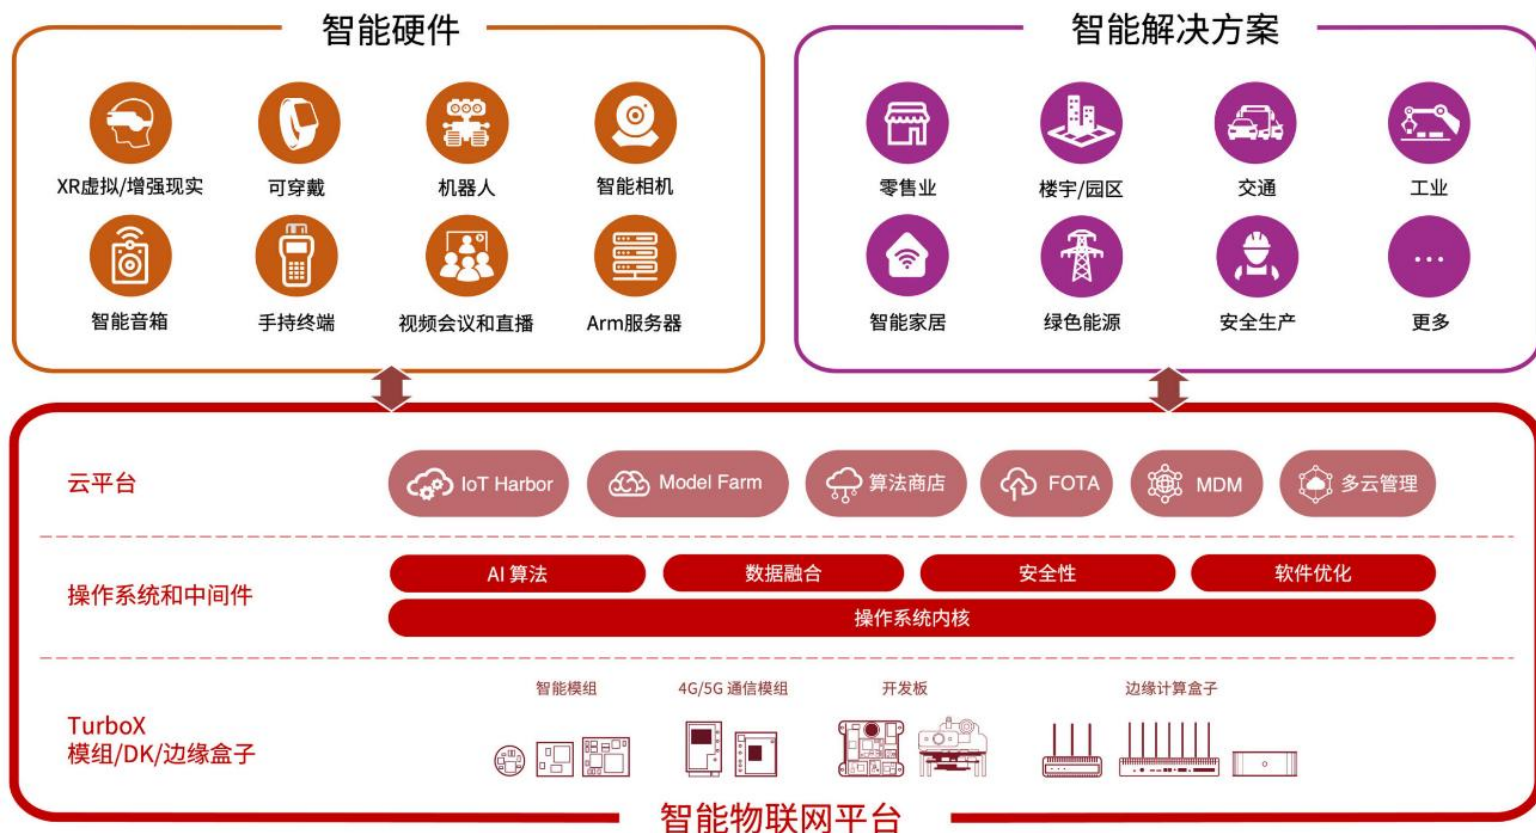 智能硬件
XR虚拟/增强现实
可穿戴
机器人
智能相机
智能音箱
手持终端
视频会议和直播
Arm服务器
智能解决方案
零售业
楼宇/园区
交通
工业
智能家居
绿色能源
安全生产
更多
云平台
IoT Harbor
Model Farm
算法商店
FOTA
MDM
多云管理
操作系统和中间件
AI 算法
数据融合
安全性
软件优化
操作系统内核
TurboX
模组/DK/边缘盒子
智能模组
4G/5G 通信模组
开发板
边缘计算盒子
智能物联网平台